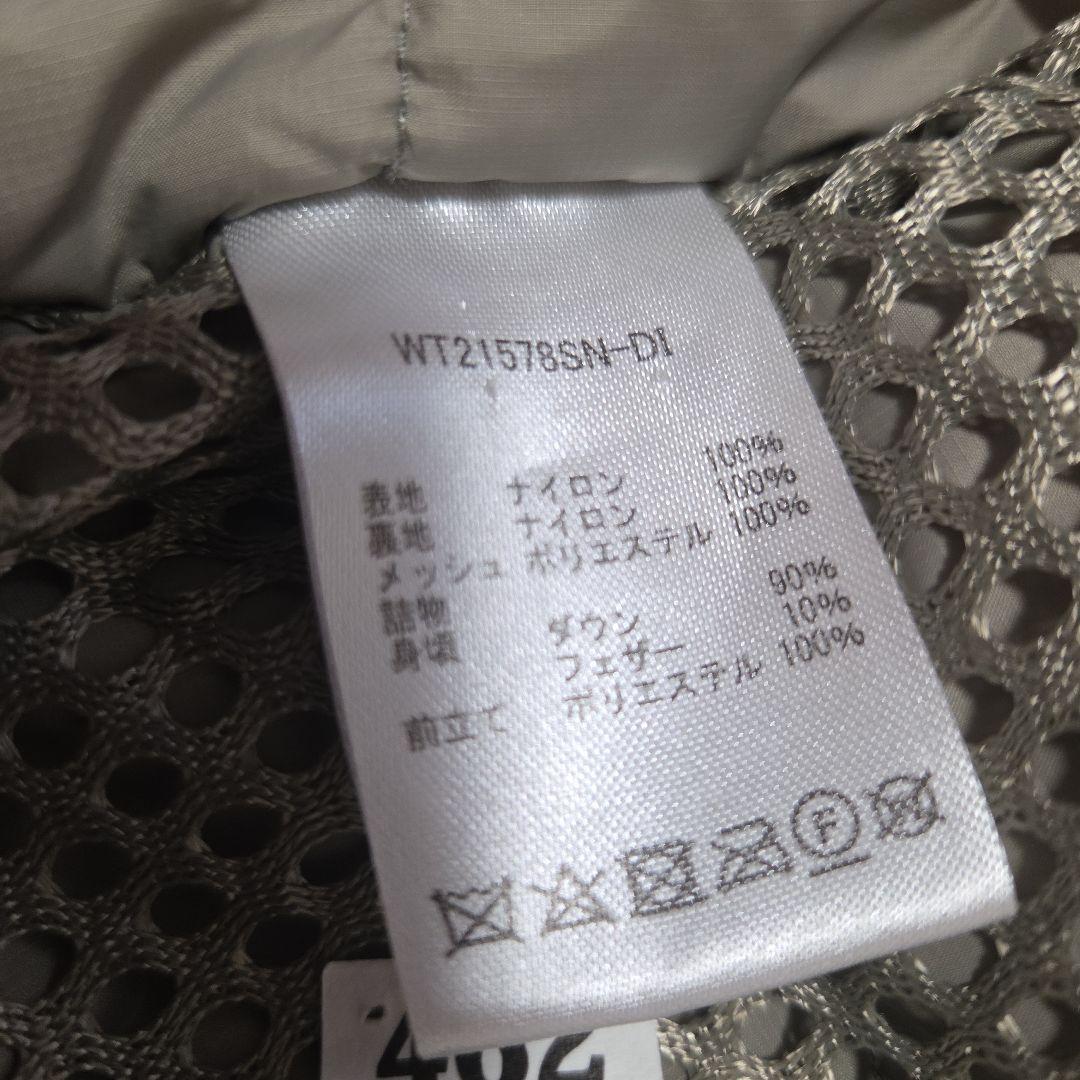 WT21578SN-DI
表地 ナイロン 100%
裏地 ナイロン 100%
メッシュ ポリエステル 100%
詰物
身頃 ダウン 90%
フェザー 10%
前立て ポリエステル 100%
F
W
462